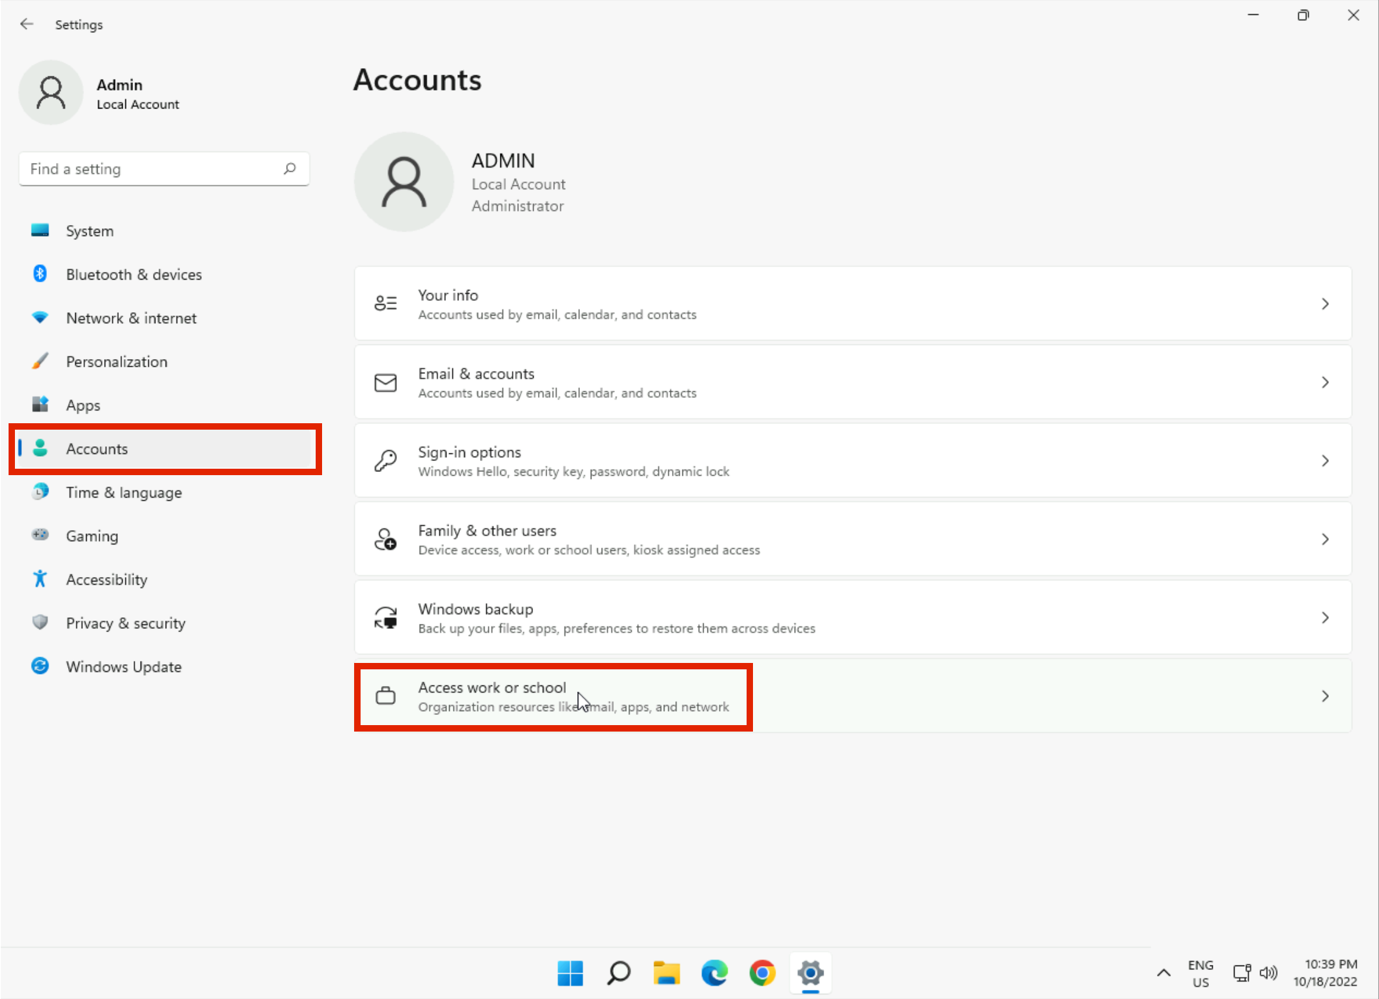 Settings
Admin
Local Account
Find a setting
System
Bluetooth & devices
Network & internet
Personalization
Apps
Accounts
Time & language
Gaming
Accessibility
Privacy & security
Windows Update
Accounts
ADMIN
Local Account
Administrator
Your info
Accounts used by email, calendar, and contacts
Email & accounts
Accounts used by email, calendar, and contacts
Sign-in options
Windows Hello, security key, password, dynamic lock
Family & other users
Device access, work or school users, kiosk assigned access
Windows backup
Back up your files, apps, preferences to restore them across devices
Access work or school
Organization resources like email, apps, and network
ENG
US
10:39 PM
10/18/2022